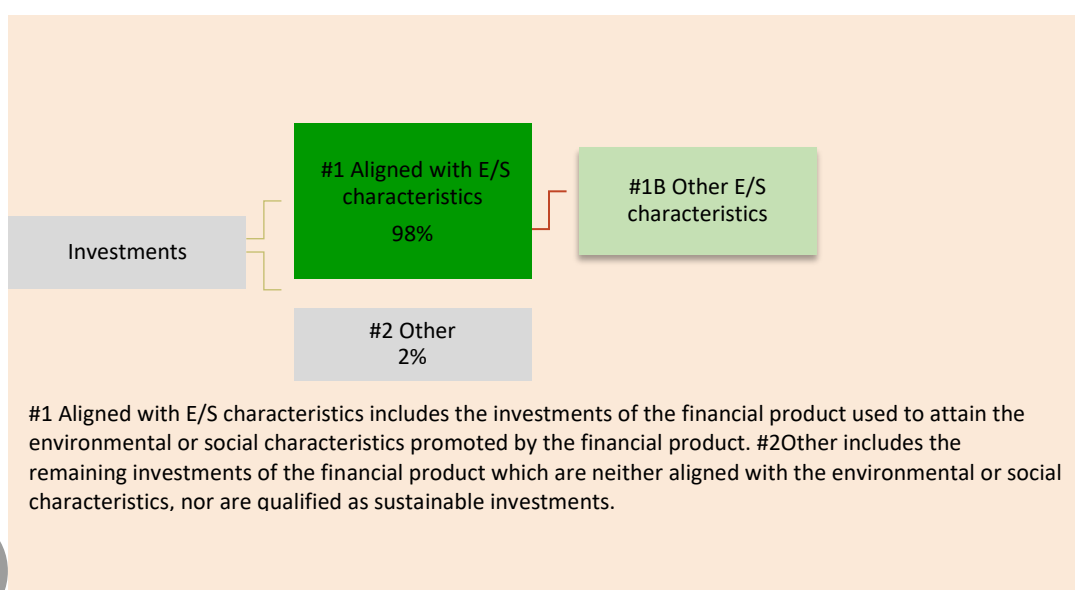 #1 Aligned with E/S
characteristics
98%
#1B Other E/S
characteristics
Investments
#2 Other
2%
#1 Aligned with E/S characteristics includes the investments of the financial product used to attain the
environmental or social characteristics promoted by the financial product. #2Other includes the
remaining investments of the financial product which are neither aligned with the environmental or social
characteristics, nor are qualified as sustainable investments.